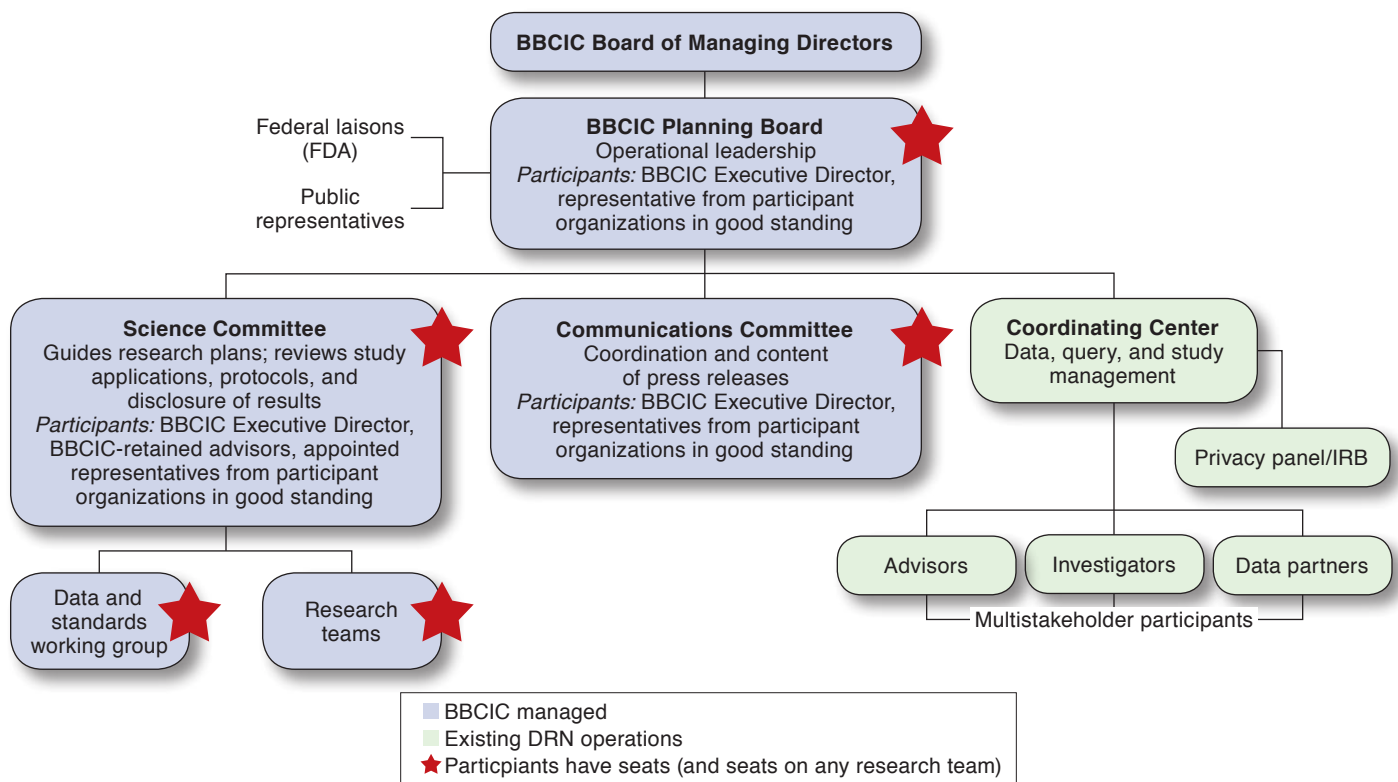 BBCIC Board of Managing Directors
BBCIC Planning Board
Operational leadership
Participants: BBCIC Executive Director,
representative from participant
organizations in good standing
Federal liaisons
(FDA)
Public
representatives
Science Committee
Guides research plans; reviews study
applications, protocols, and
disclosure of results
Participants: BBCIC Executive Director,
BBCIC-retained advisors, appointed
representatives from participant
organizations in good standing
Communications Committee
Coordination and content
of press releases
Participants: BBCIC Executive Director,
representatives from participant
organizations in good standing
Coordinating Center
Data, query, and study
management
Privacy panel/IRB
Data and
standards
working group
Research
teams
Advisors
Investigators
Data partners
Multistakeholder participants
BBCIC managed
Existing DRN operations
Particpiants have seats (and seats on any research team)